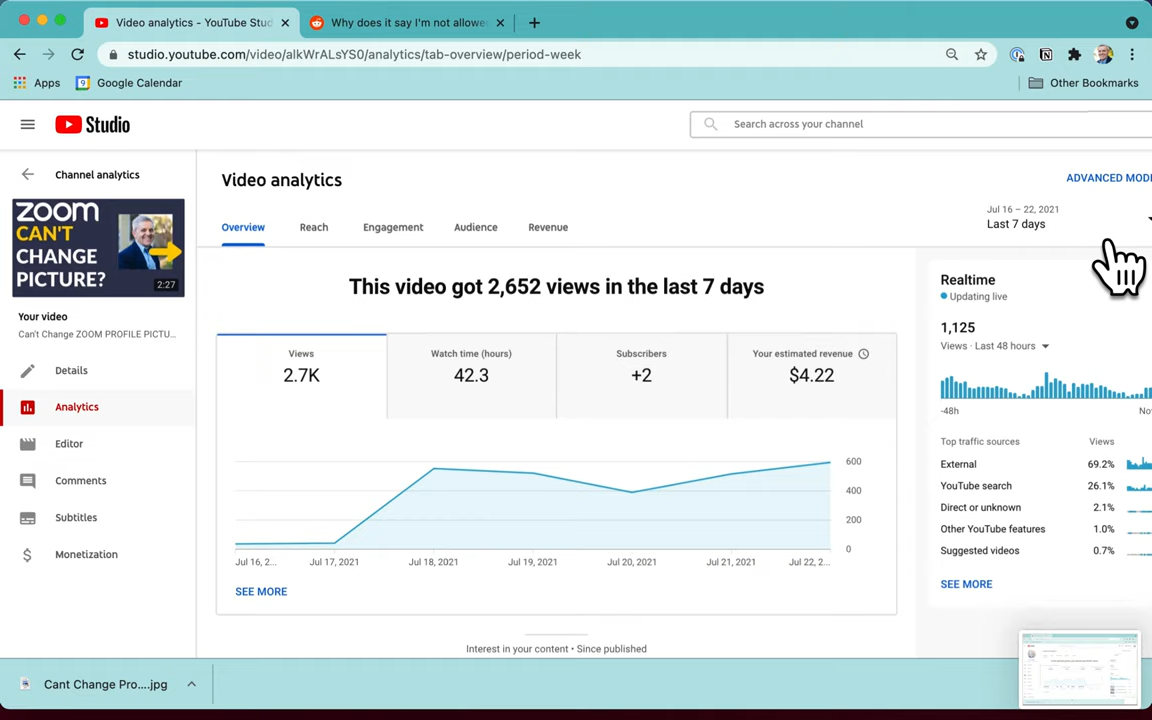 Video analytics - YouTube Stud
Why does it say I'm not allowe
studio.youtube.com/video/alkWrALsYS0/analytics/tab-overview/period-week
Apps
Google Calendar
Other Bookmarks
Studio
Search across your channel
Channel analytics
ZOOM
CAN'T
CHANGE
PICTURE?
2:27
Your video
Can't Change ZOOM PROFILE PICTU...
Details
Analytics
Editor
Comments
Subtitles
Monetization
Video analytics
ADVANCED MOD
Jul 16 – 22, 2021
Last 7 days
Overview
Reach
Engagement
Audience
Revenue
This video got 2,652 views in the last 7 days
Views
2.7K
Watch time (hours)
42.3
Subscribers
+2
Your estimated revenue
$4.22
600
400
200
0
Jul 16, 2...
Jul 17, 2021
Jul 18, 2021
Jul 19, 2021
Jul 20, 2021
Jul 21, 2021
Jul 22, 2...
SEE MORE
Interest in your content • Since published
Realtime
Updating live
1,125
Views · Last 48 hours
-48h
No
Top traffic sources
Views
External
69.2%
YouTube search
26.1%
Direct or unknown
2.1%
Other YouTube features
1.0%
Suggested videos
0.7%
SEE MORE
Cant Change Pro....jpg